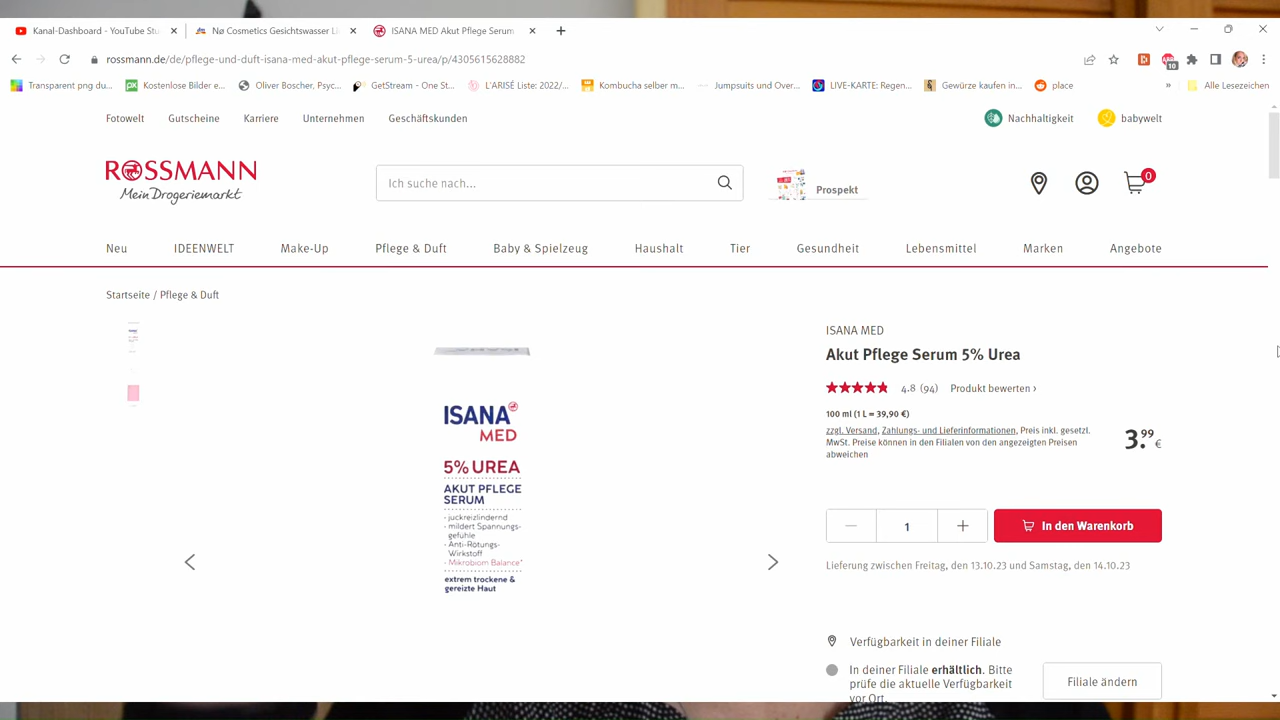 Kanal-Dashboard - YouTube Stu
Nø Cosmetics Gesichtswasser Li
ISANA MED Akut Pflege Serum
rossmann.de/de/pflege-und-duft-isana-med-akut-pflege-serum-5-urea/p/4305615628882
10
Transparent png du...
Kostenlose Bilder e...
Oliver Boscher, Psyc...
GetStream - One St...
L'ARISÉ Liste: 2022/...
Kombucha selber m...
Jumpsuits und Over...
LIVE-KARTE: Regen...
Gewürze kaufen in...
place
»
Alle Lesezeichen
Fotowelt
Gutscheine
Karriere
Unternehmen
Geschäftskunden
Nachhaltigkeit
babywelt
ROSSMANN
Mein Drogeriemarkt
Ich suche nach...
Prospekt
0
Neu
IDEENWELT
Make-Up
Pflege & Duft
Baby & Spielzeug
Haushalt
Tier
Gesundheit
Lebensmittel
Marken
Angebote
Startseite / Pflege & Duft
ISANA
MED
5% UREA
AKUT PFLEGE
SERUM
- juckreizlindernd
- mildert Spannungs-
gefühle
- Anti-Rötungs-
Wirkstoff
- Mikrobiom Balance*
extrem trockene &
gereizte Haut
ISANA MED
Akut Pflege Serum 5% Urea
4.8 (94) Produkt bewerten ›
100 ml (1 L = 39,90 €)
zzgl. Versand, Zahlungs- und Lieferinformationen, Preis inkl. gesetzl.
MwSt. Preise können in den Filialen von den angezeigten Preisen
abweichen
3.99 €
1
In den Warenkorb
Lieferung zwischen Freitag, den 13.10.23 und Samstag, den 14.10.23
Verfügbarkeit in deiner Filiale
In deiner Filiale erhältlich. Bitte
prüfe die aktuelle Verfügbarkeit
vor Ort.
Filiale ändern